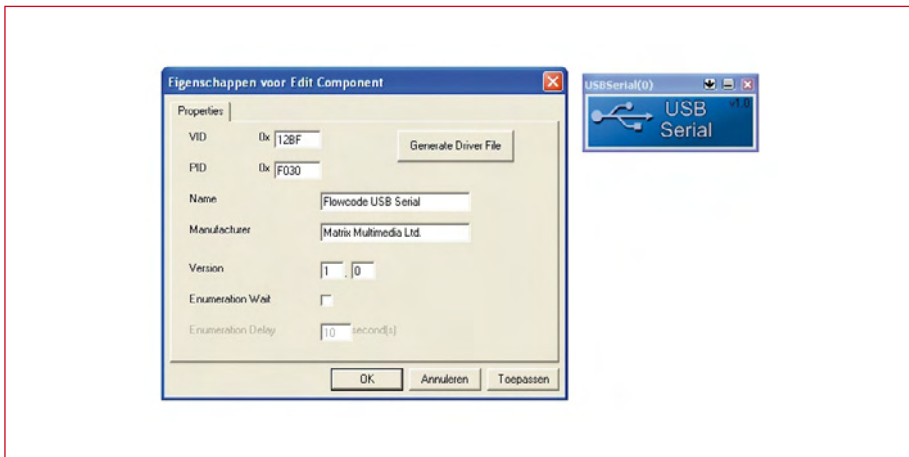 Eigenschappen voor Edit Component
Properties
VID 0x 12BF
Generate Driver File
PID 0x F030
Name Flowcode USB Serial
Manufacturer Matrix Multimedia Ltd.
Version 1 . 0
Enumeration Wait
Enumeration Delay 10 second(s)
OK Annuleren Toepassen
USBSerial(0)
USB v1.0
Serial